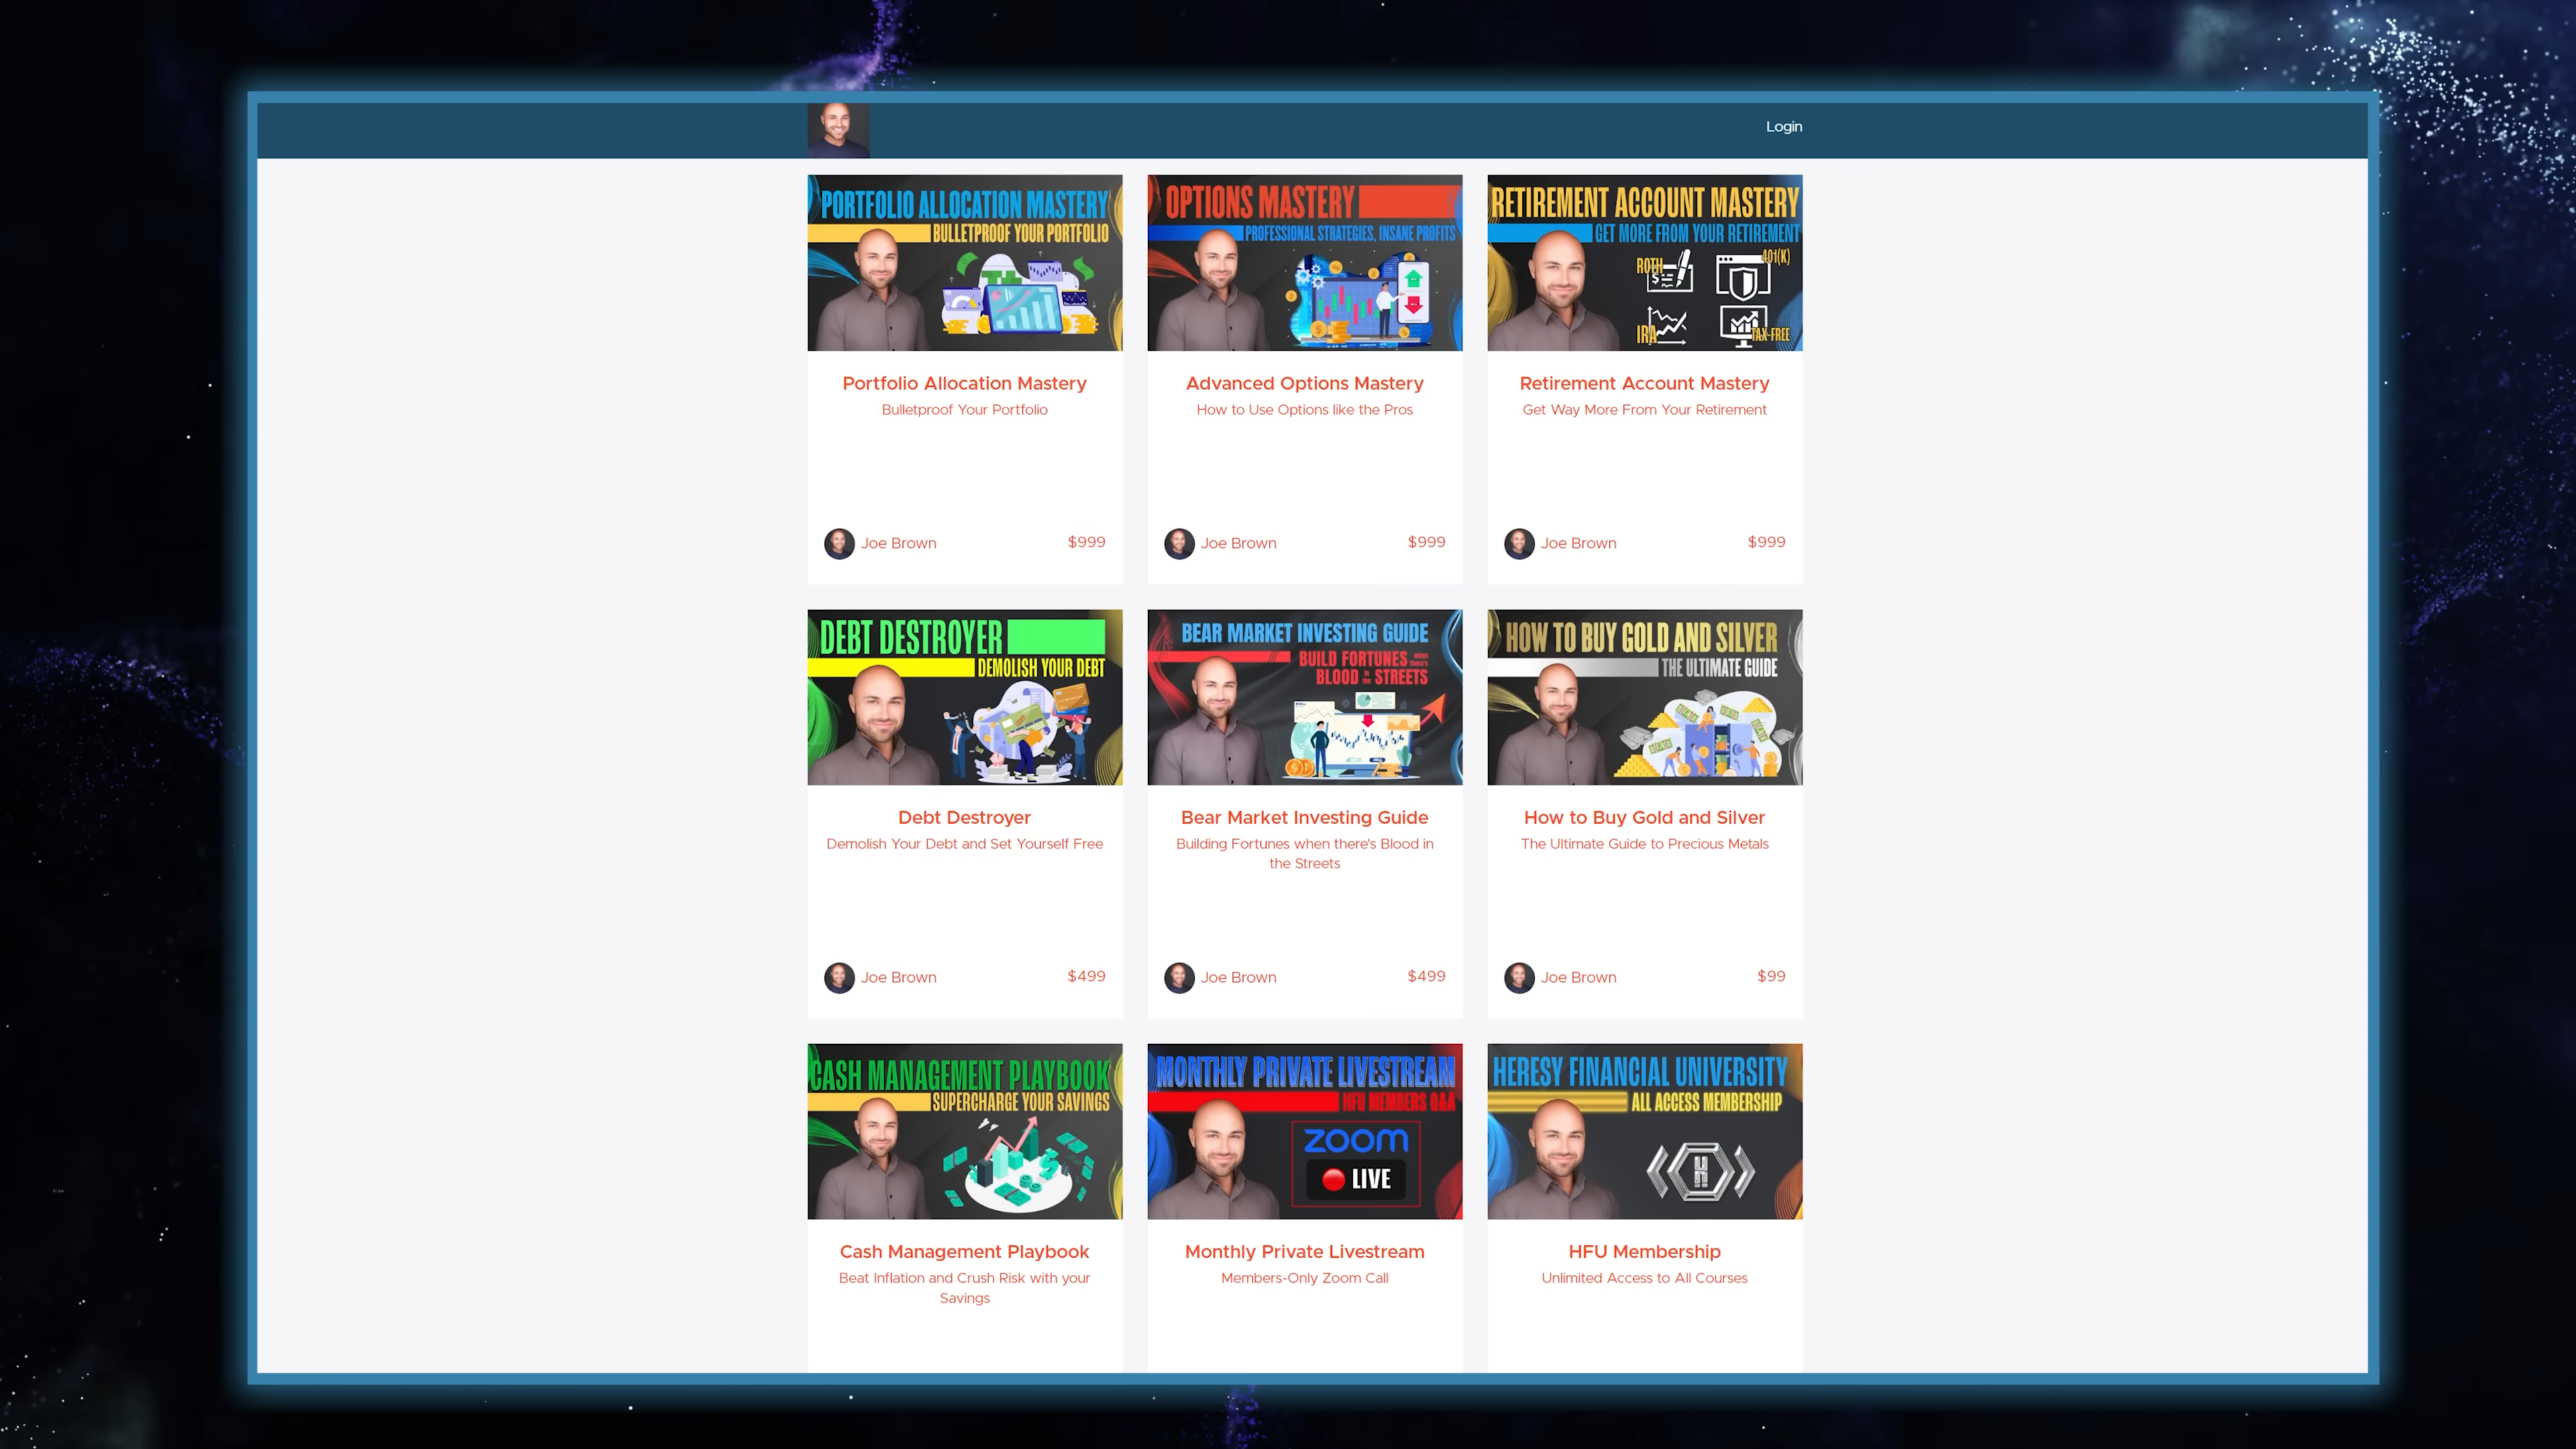 Login
PORTFOLIO ALLOCATION MASTERY
BULLETPROOF YOUR PORTFOLIO
OPTIONS MASTERY
PROFESSIONAL STRATEGIES, INSANE PROFITS
RETIREMENT ACCOUNT MASTERY
GET MORE FROM YOUR RETIREMENT
ROTH
401(K)
IRA
TAX-FREE
Portfolio Allocation Mastery
Bulletproof Your Portfolio
Joe Brown
$999
Advanced Options Mastery
How to Use Options like the Pros
Joe Brown
$999
Retirement Account Mastery
Get Way More From Your Retirement
Joe Brown
$999
DEBT DESTROYER
DEMOLISH YOUR DEBT
BEAR MARKET INVESTING GUIDE
BUILD FORTUNES when there's
BLOOD in the STREETS
HOW TO BUY GOLD AND SILVER
THE ULTIMATE GUIDE
Debt Destroyer
Demolish Your Debt and Set Yourself Free
Joe Brown
$499
Bear Market Investing Guide
Building Fortunes when there's Blood in
the Streets
Joe Brown
$499
How to Buy Gold and Silver
The Ultimate Guide to Precious Metals
Joe Brown
$99
CASH MANAGEMENT PLAYBOOK
SUPERCHARGE YOUR SAVINGS
MONTHLY PRIVATE LIVESTREAM
HFU MEMBERS Q&A
zoom
LIVE
HERESY FINANCIAL UNIVERSITY
ALL ACCESS MEMBERSHIP
Cash Management Playbook
Beat Inflation and Crush Risk with your
Savings
Monthly Private Livestream
Members-Only Zoom Call
HFU Membership
Unlimited Access to All Courses